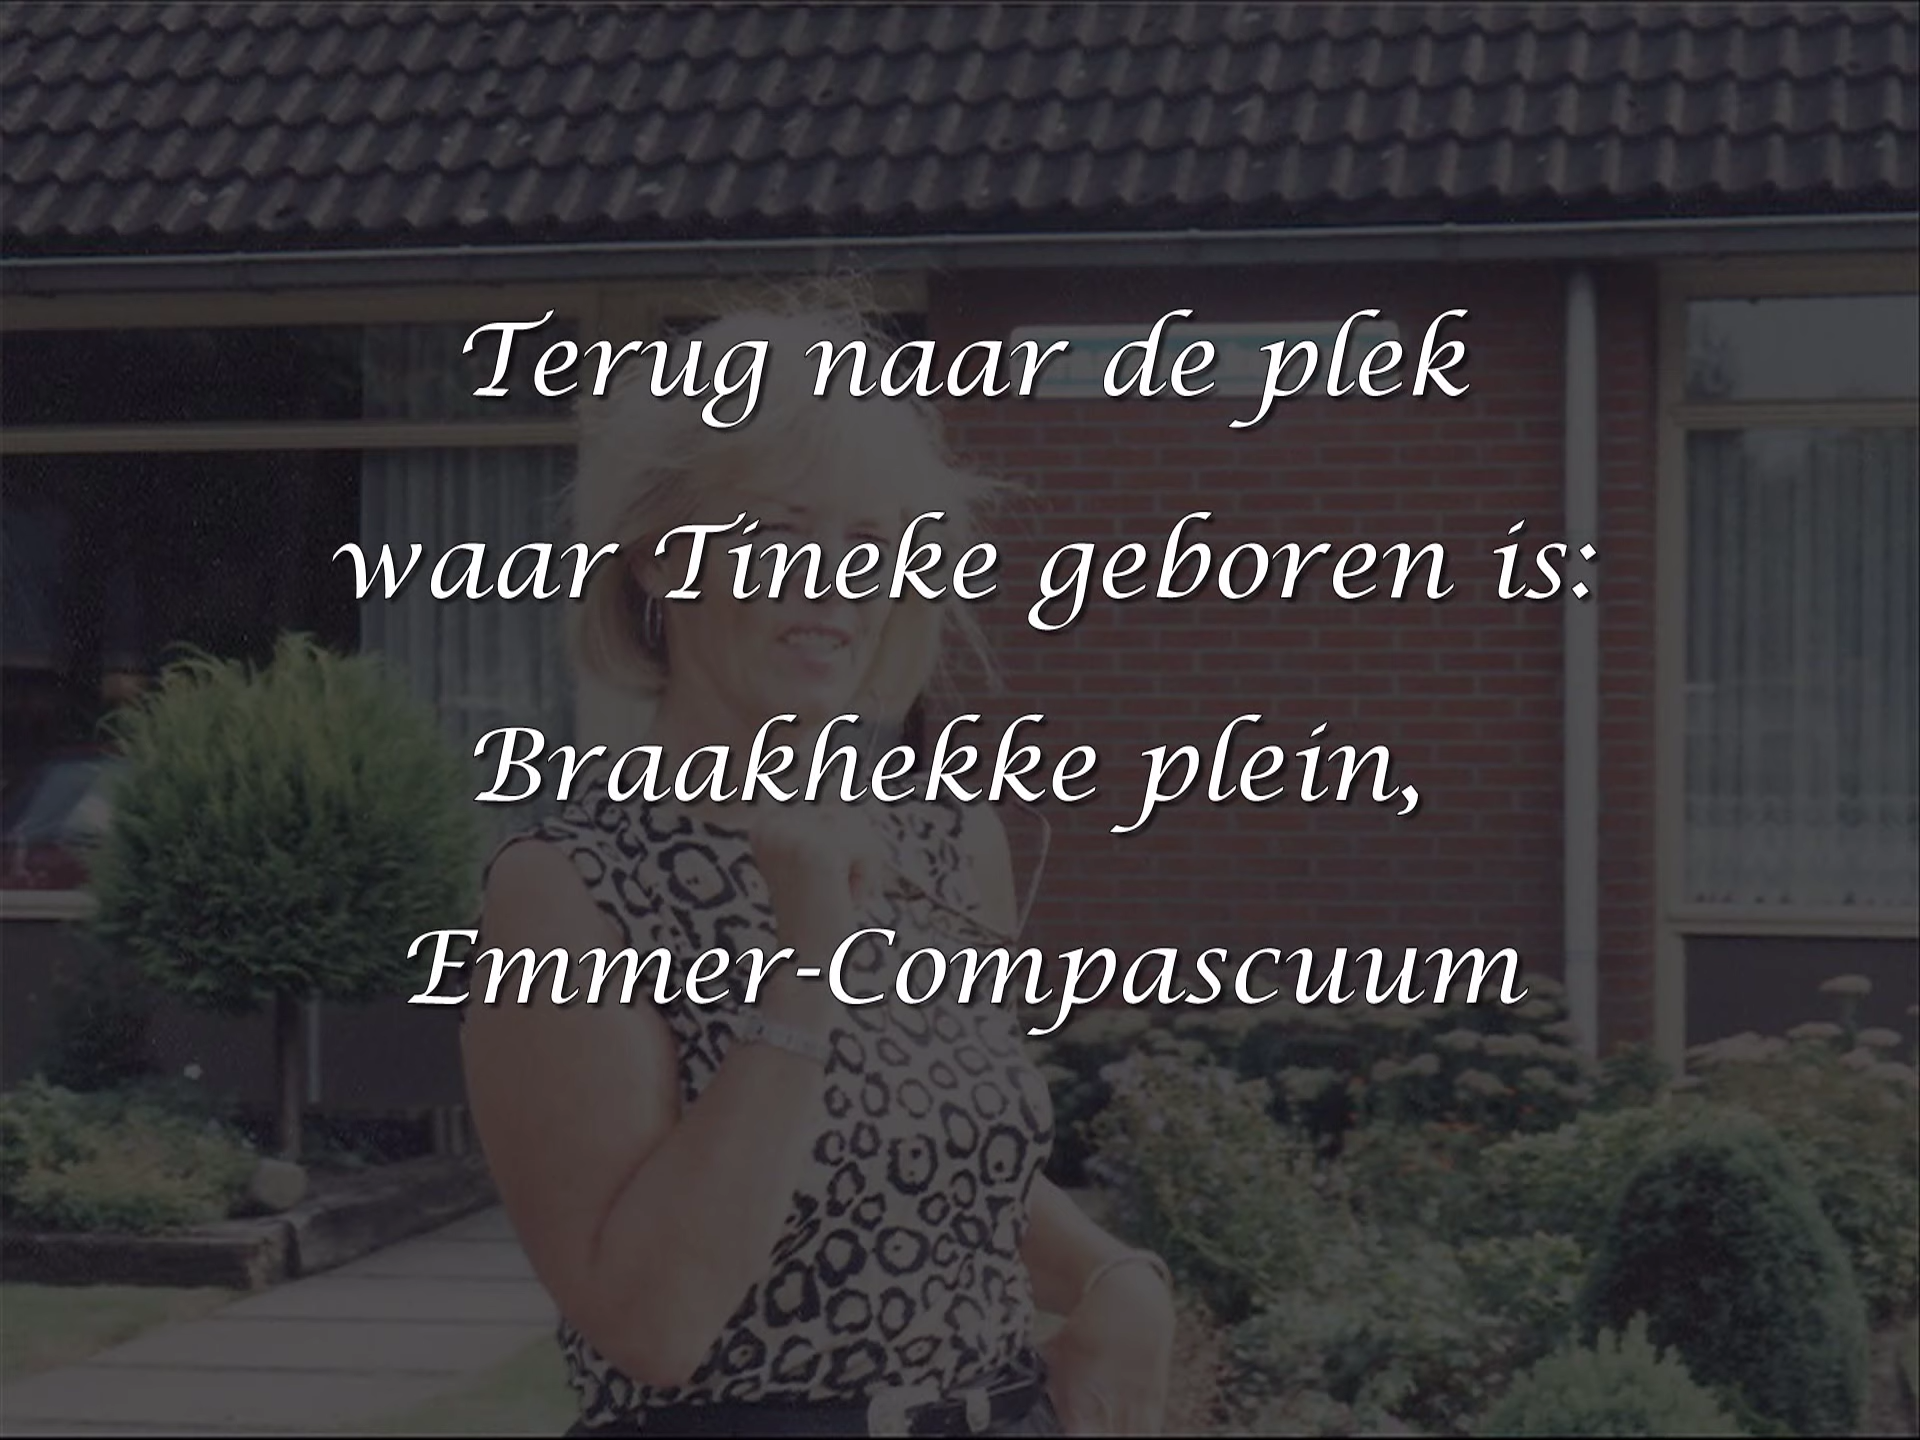 Terug naar de plek
waar Tineke geboren is:
Braakhekke plein,
Emmer-Compascuum